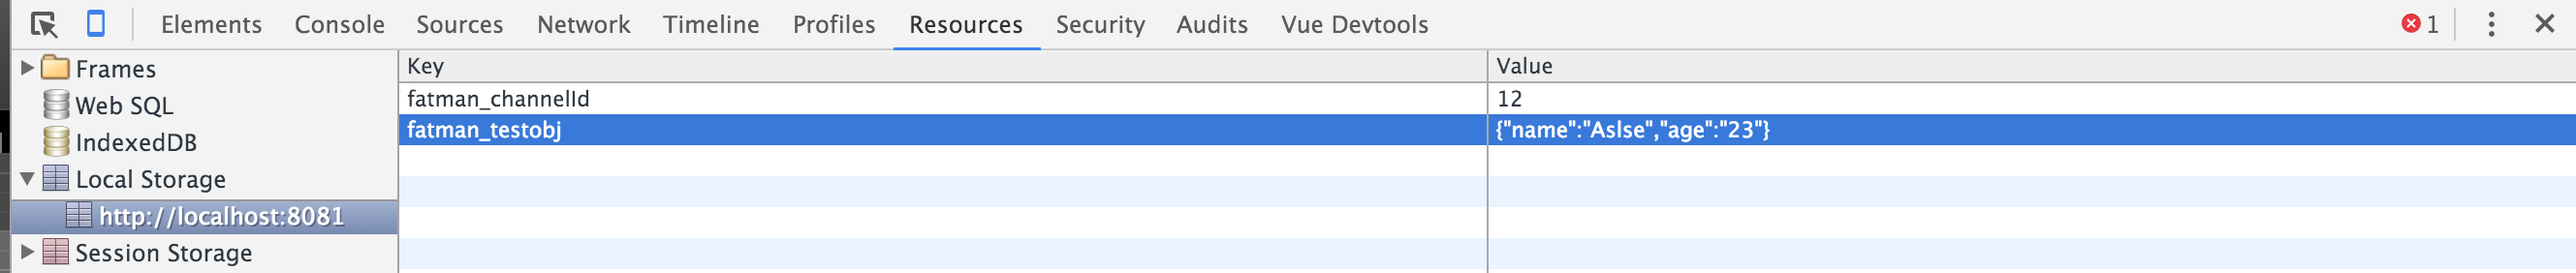 Elements Console Sources Network Timeline Profiles Resources Security Audits Vue Devtools 1
Frames
Web SQL
IndexedDB
Local Storage
http://localhost:8081
Session Storage
Key Value
fatman_channelId 12
fatman_testobj {"name":"Aslse","age":"23"}